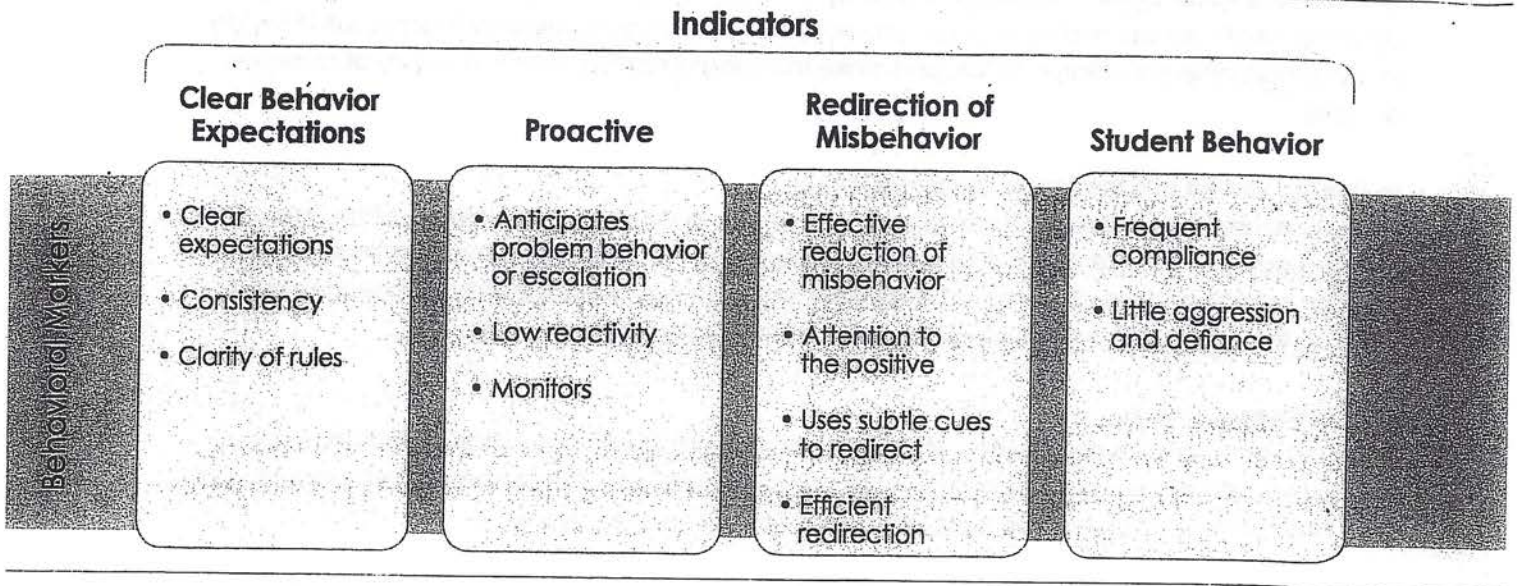 Indicators
Clear Behavior
Expectations
Proactive
Redirection of
Misbehavior
Student Behavior
Behavioral Markers
• Clear
expectations
• Consistency
• Clarity of rules
• Anticipates
problem behavior
or escalation
• Low reactivity
• Monitors
• Effective
reduction of
misbehavior
• Attention to
the positive
• Uses subtle cues
to redirect
• Efficient
redirection
• Frequent
compliance
• Little aggression
and defiance